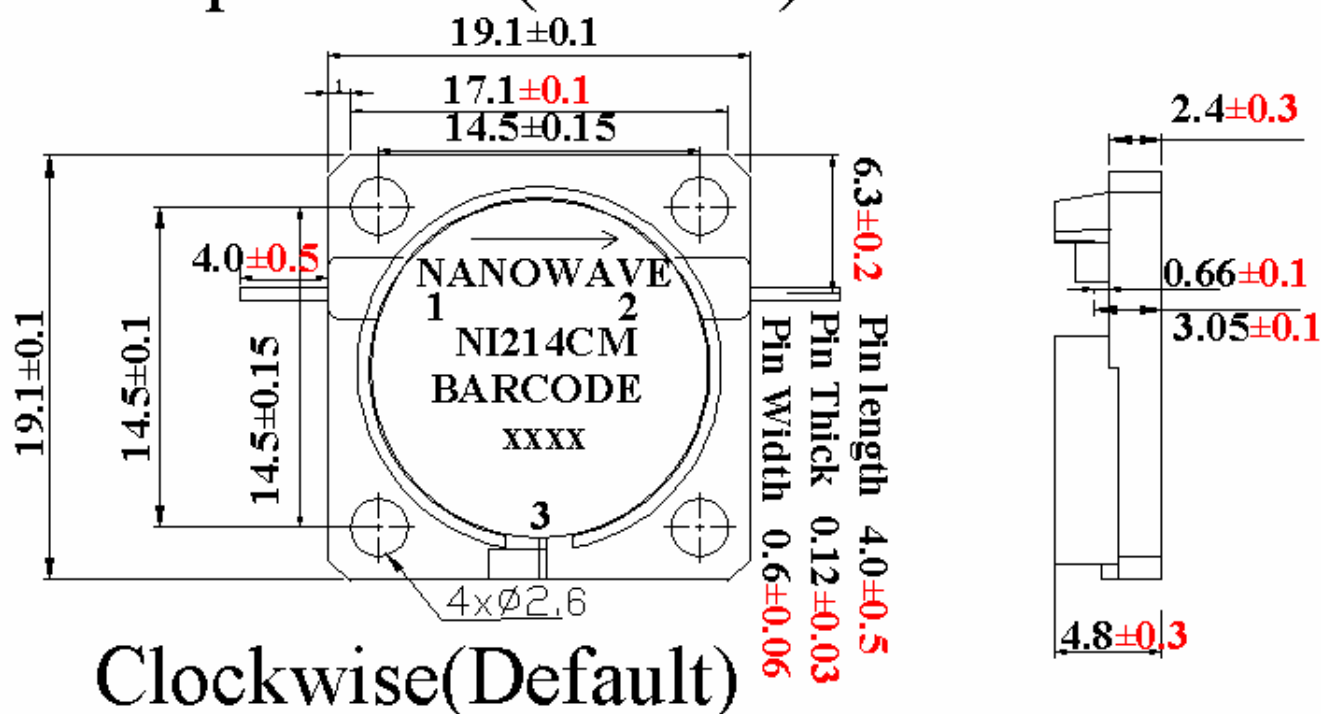 19.1±0.1
1
17.1±0.1
14.5±0.15
2.4±0.3
6.3±0.2
4.0±0.5
NANOWAVE
1 2
NI214CM
BARCODE
XXXX
3
19.1±0.1
14.5±0.1
14.5±0.15
0.66±0.1
3.05±0.1
Pin length 4.0±0.5
Pin Thick 0.12±0.03
Pin Width 0.6±0.06
4xØ2.6
4.8±0.3
Clockwise(Default)